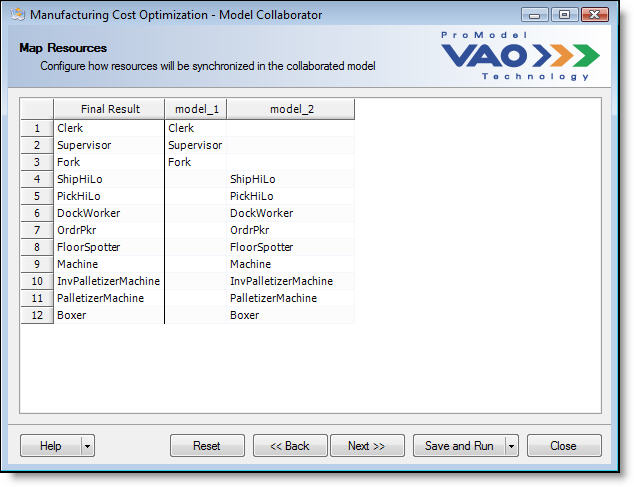 Manufacturing Cost Optimization - Model Collaborator
Map Resources
Configure how resources will be synchronized in the collaborated model
ProModel
VAO
Technology
Final Result model_1 model_2
1 Clerk Clerk
2 Supervisor Supervisor
3 Fork Fork
4 ShipHiLo ShipHiLo
5 PickHiLo PickHiLo
6 DockWorker DockWorker
7 OrdrPkr OrdrPkr
8 FloorSpotter FloorSpotter
9 Machine Machine
10 InvPalletizerMachine InvPalletizerMachine
11 PalletizerMachine PalletizerMachine
12 Boxer Boxer
Help Reset << Back Next >> Save and Run Close